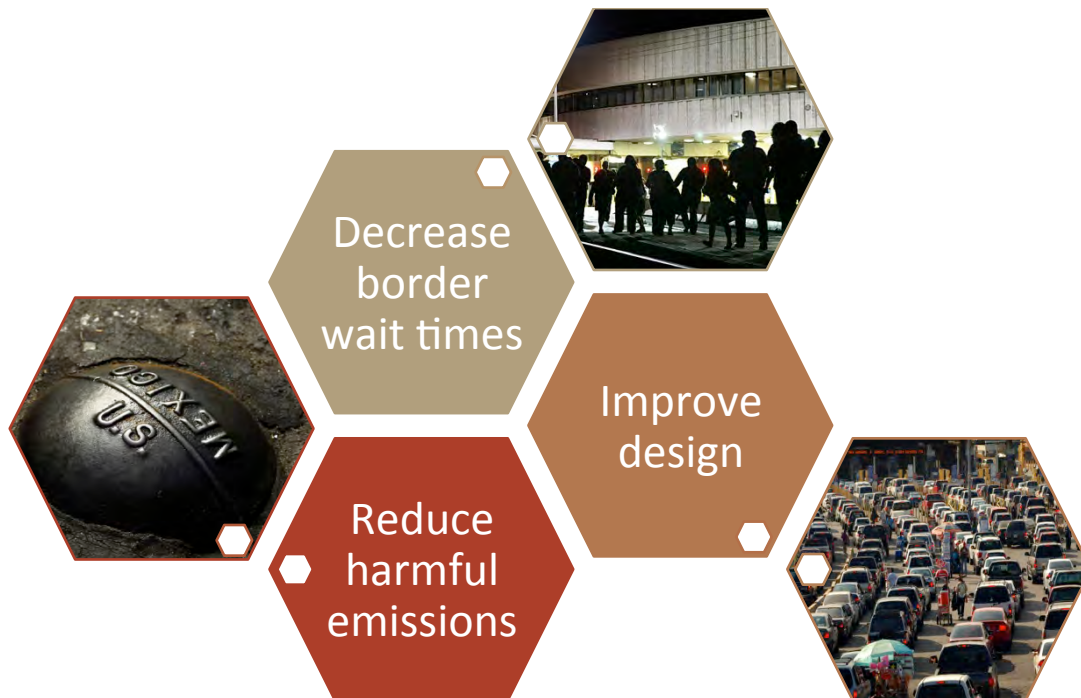 Decrease
border
wait times
Improve
design
Reduce
harmful
emissions
MEXICO
U.S.